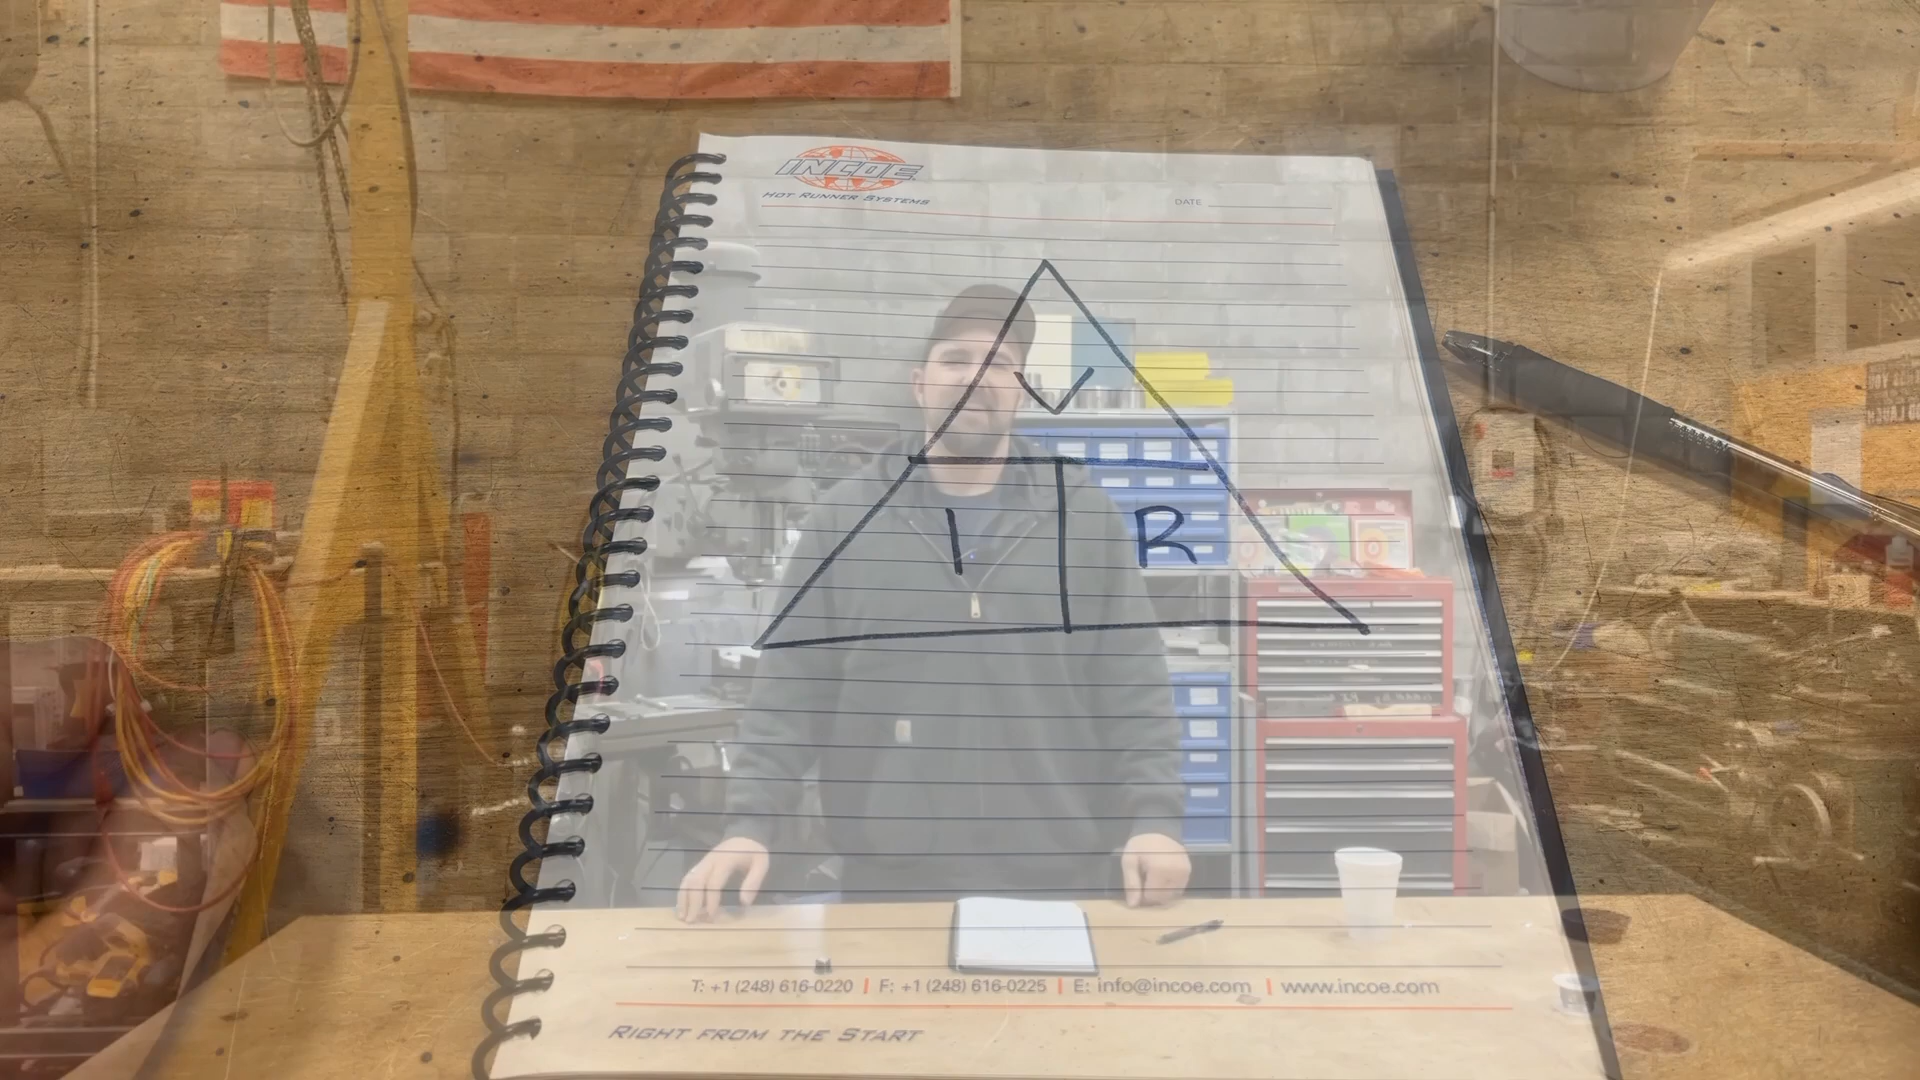 INCOE
HOT RUNNER SYSTEMS
DATE
V
I R
T: +1 (248) 616-0220 | F: +1 (248) 616-0225 | E: info@incoe.com | www.incoe.com
RIGHT FROM THE START